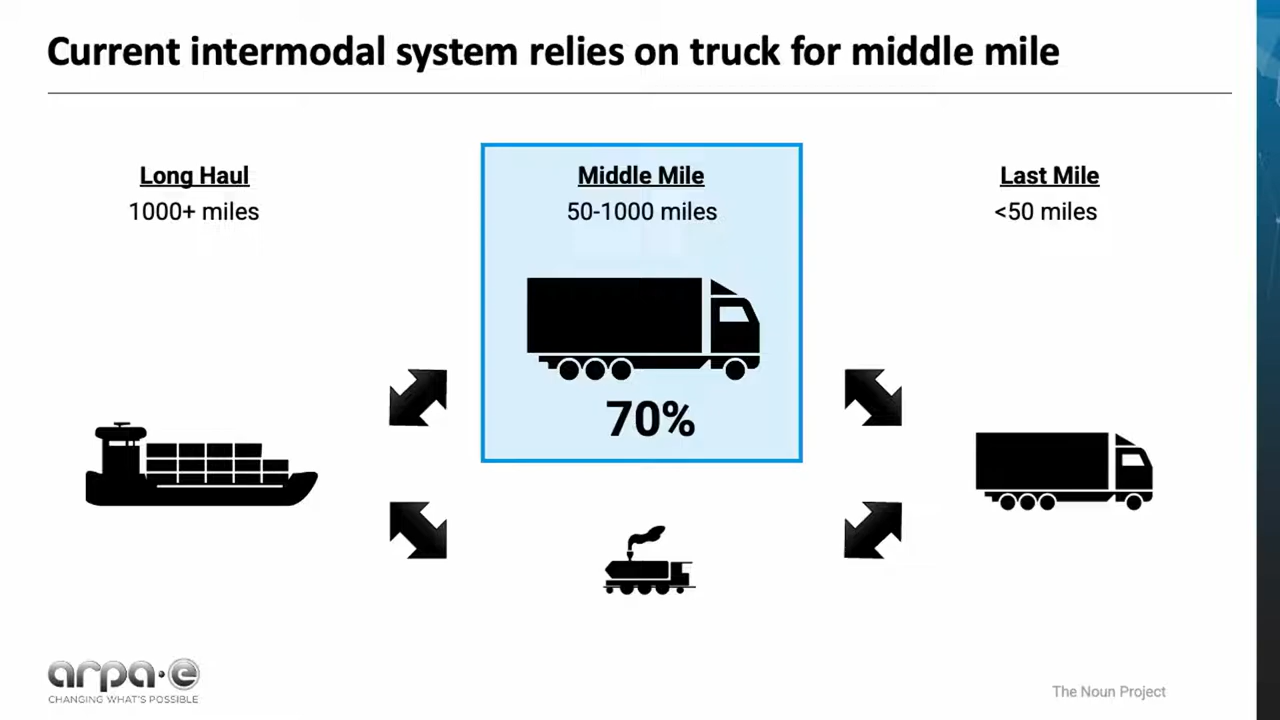 Current intermodal system relies on truck for middle mile
Long Haul
1000+ miles
Middle Mile
50-1000 miles
70%
Last Mile
<50 miles
arpa·e
CHANGING WHAT'S POSSIBLE
The Noun Project